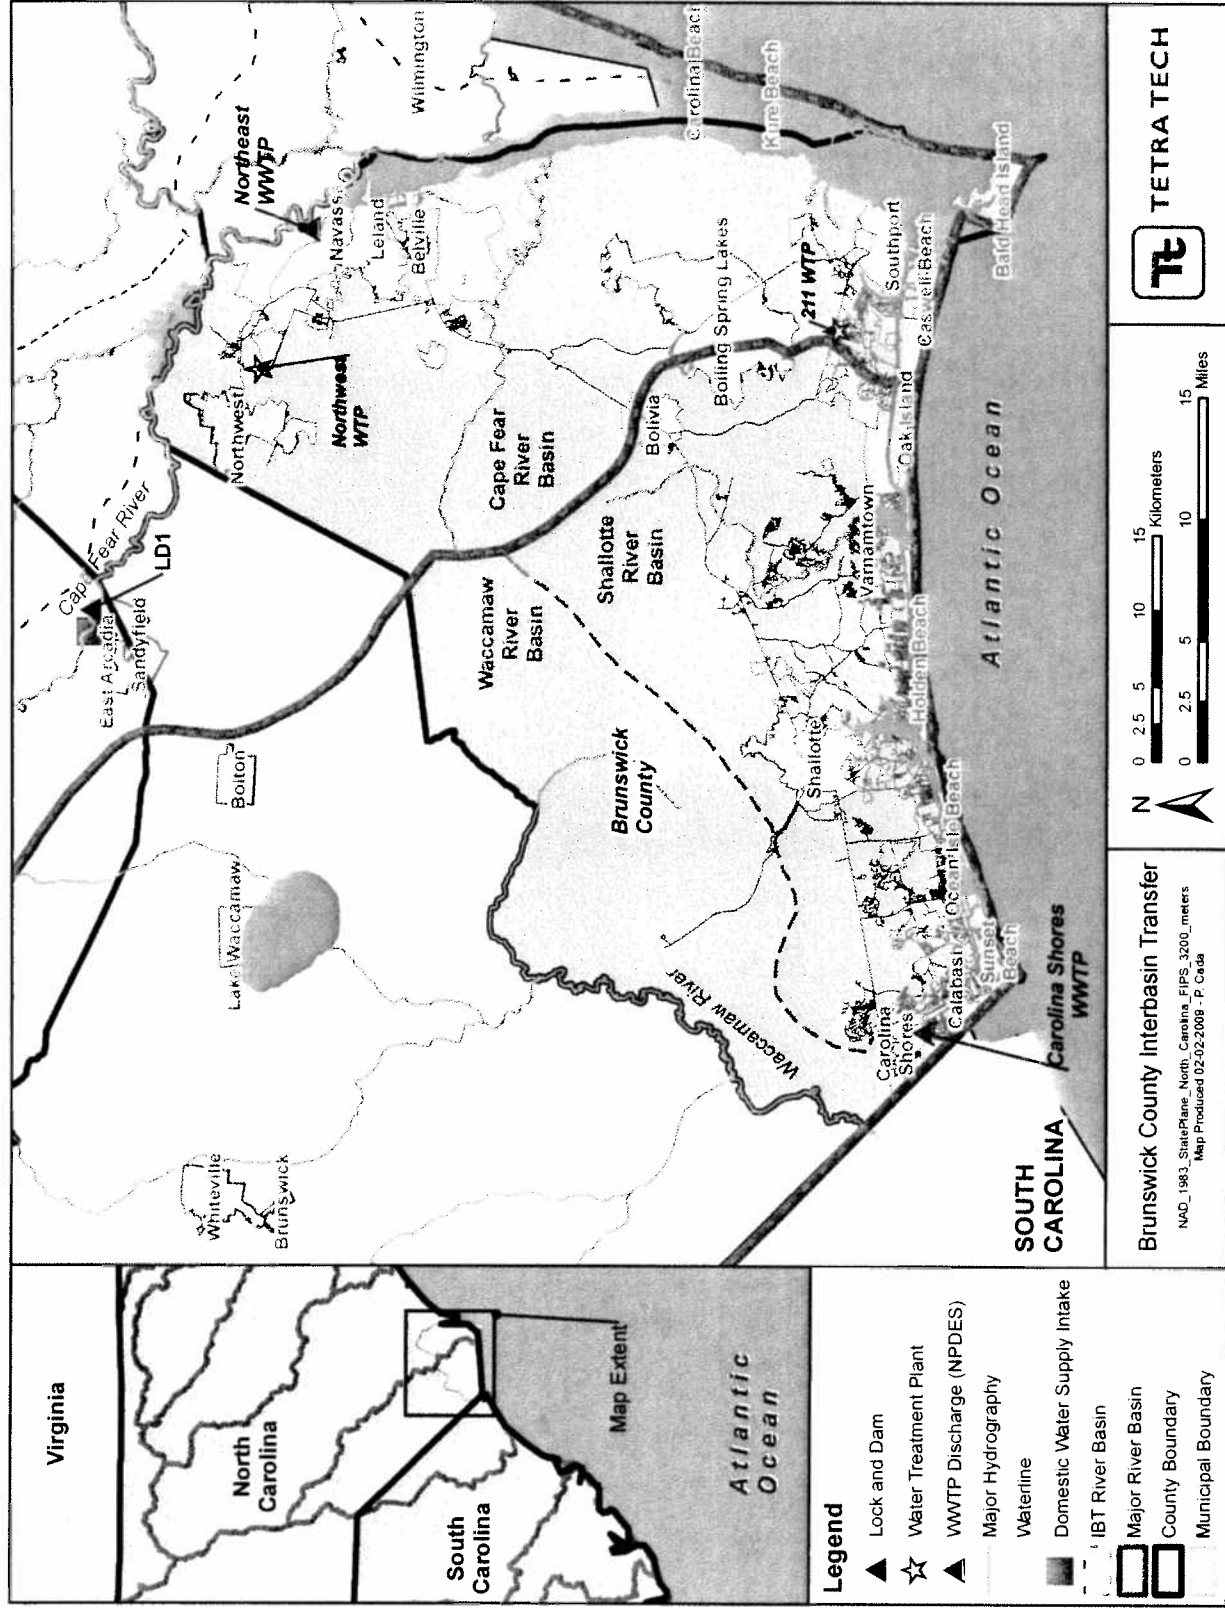 Virginia
North
Carolina
South
Carolina
Map Extent
Atlantic
Ocean
Legend
Lock and Dam
Water Treatment Plant
WWTP Discharge (NPDES)
Major Hydrography
Waterline
Domestic Water Supply Intake
IBT River Basin
Major River Basin
County Boundary
Municipal Boundary
Cape Fear River
LD1
East Arcadia
Sandyfield
Bolton
Lake Waccamaw
Whiteville
Brunswick
Northeast
WWTP
Wilmington
Navassa
Leland
Belville
Northwest
Northwest
WTP
Carolina Beach
Kure Beach
Cape Fear
River
Basin
Waccamaw
River
Basin
Shallotte
River
Basin
Brunswick
County
Boiling Spring Lakes
Bolivia
211 WTP
Southport
Caswell Beach
Bald Head Island
Oak Island
Varnamtown
Holden Beach
Shallotte
Ocean Isle Beach
Waccamaw River
Carolina
Shores
Calabash
Sunset
Beach
Carolina Shores
WWTP
SOUTH
CAROLINA
Atlantic Ocean
Brunswick County Interbasin Transfer
NAD_1983_StatePlane_North_Carolina_FIPS_3200_meters
Map Produced 02-02-2009 - P. Cada
N
0 2.5 5 10 15
Kilometers
0 2.5 5 10 15
Miles
Tt
TETRA TECH